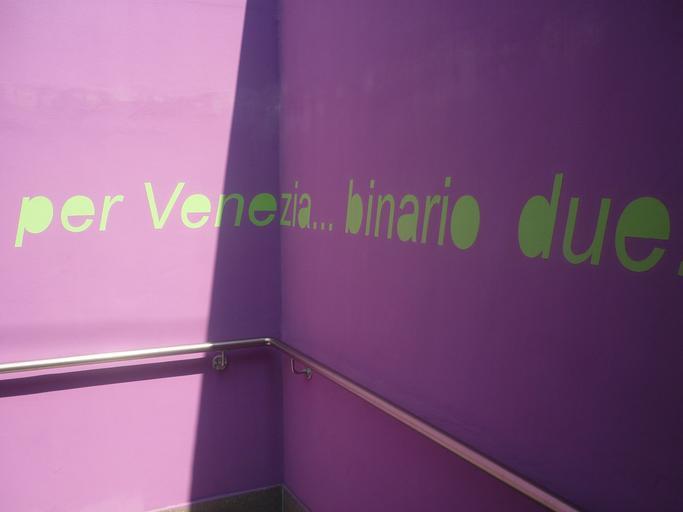 per Venezia... binario due.